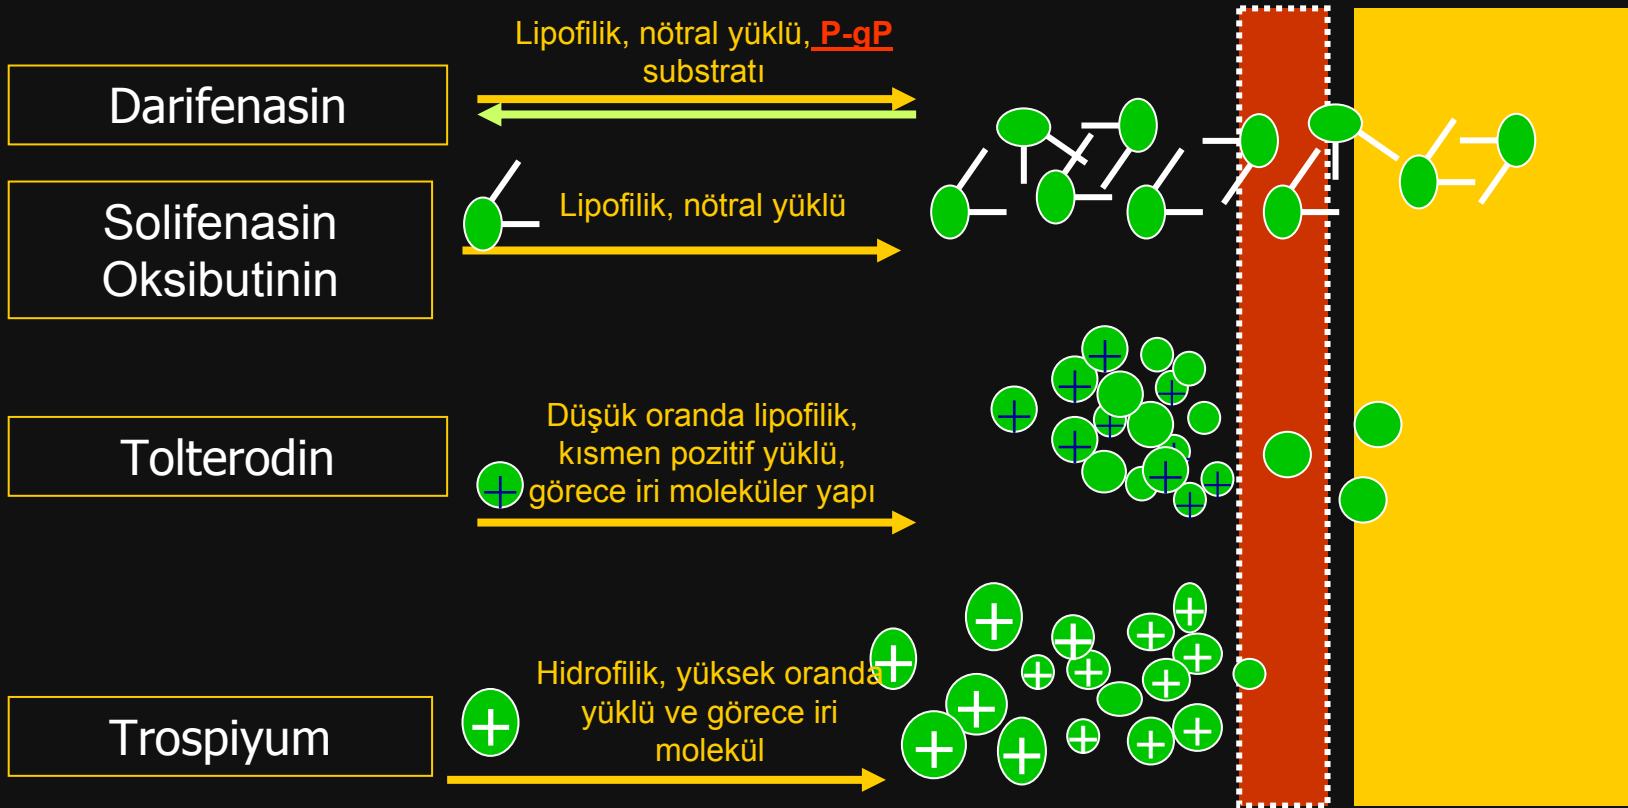 Lipofilik, nötral yüklü, P-gP
substratı
Darifenasin
Solifenasin
Oksibutinin
Lipofilik, nötral yüklü
Tolterodin
Düşük oranda lipofilik,
kısmen pozitif yüklü,
görece iri moleküler yapı
Trospiyum
Hidrofilik, yüksek oranda
yüklü ve görece iri
molekül